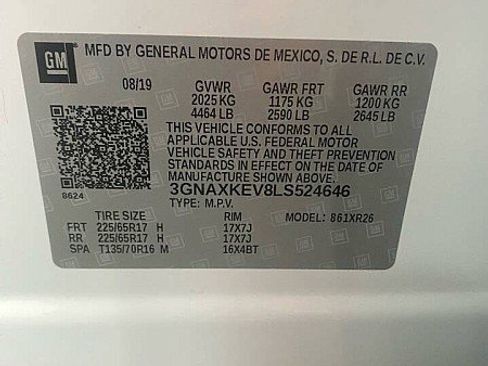 GM
MFD BY GENERAL MOTORS DE MEXICO, S. DE R.L. DE C.V.
08/19 GVWR GAWR FRT GAWR RR
2025 KG 1175 KG 1200 KG
4464 LB 2590 LB 2645 LB
THIS VEHICLE CONFORMS TO ALL
APPLICABLE U.S. FEDERAL MOTOR
VEHICLE SAFETY AND THEFT PREVENTION
STANDARDS IN EFFECT ON THE DATE OF
MANUFACTURE SHOWN ABOVE.
3GNAXKEV8LS524646
8624
TYPE: M.P.V. MODEL: 861XR26
TIRE SIZE RIM
FRT 225/65R17 H 17X7J
RR 225/65R17 H 17X7J
SPA T135/70R16 M 16X4BT